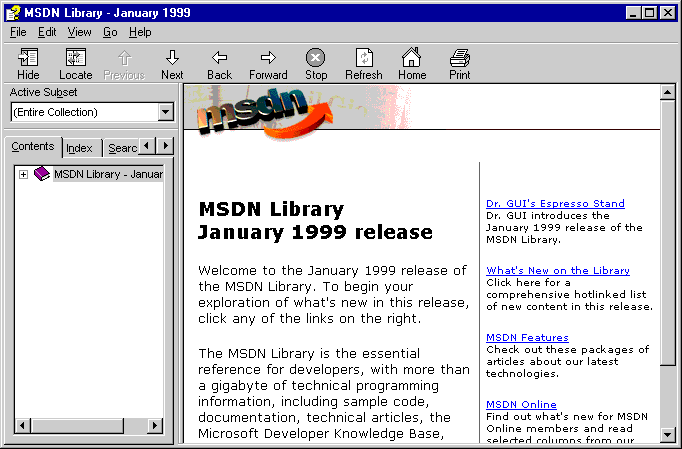 MSDN Library - January 1999
File Edit View Go Help
Hide Locate Previous Next Back Forward Stop Refresh Home Print
Active Subset
(Entire Collection)
Contents Index Searc
MSDN Library - Januar
msdn
MSDN Library
January 1999 release
Welcome to the January 1999 release of
the MSDN Library. To begin your
exploration of what's new in this release,
click any of the links on the right.
The MSDN Library is the essential
reference for developers, with more than
a gigabyte of technical programming
information, including sample code,
documentation, technical articles, the
Microsoft Developer Knowledge Base,
Dr. GUI's Espresso Stand
Dr. GUI introduces the
January 1999 release of the
MSDN Library.
What's New on the Library
Click here for a
comprehensive hotlinked list
of new content in this release.
MSDN Features
Check out these packages of
articles about our latest
technologies.
MSDN Online
Find out what's new for MSDN
Online members and read
selected columns from our